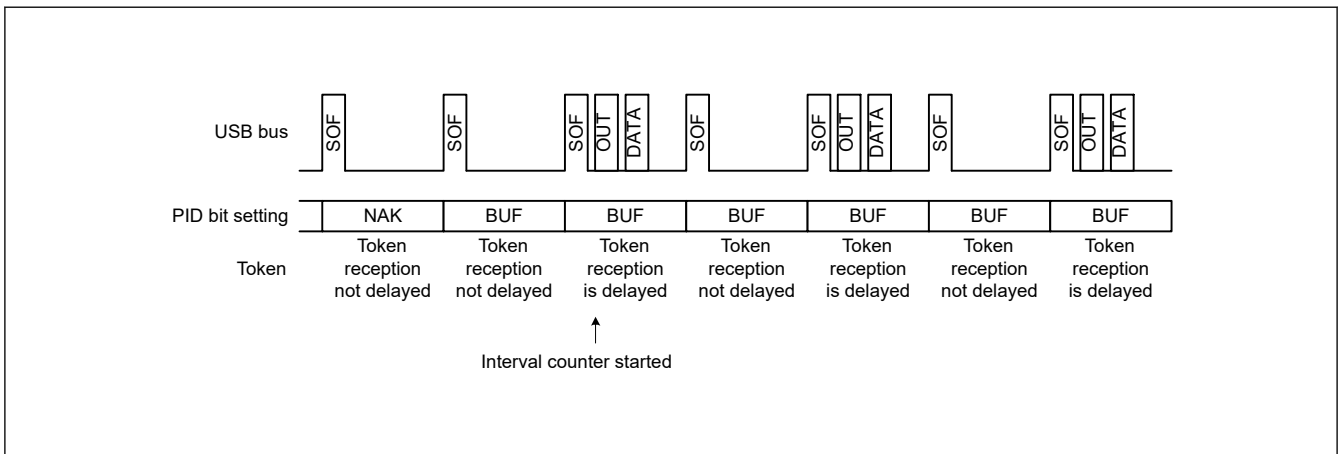 USB bus
SOF SOF SOF OUT DATA SOF SOF OUT DATA SOF SOF OUT DATA
PID bit setting NAK BUF BUF BUF BUF BUF BUF
Token
Token
reception
not delayed
Token
reception
not delayed
Token
reception
is delayed
Token
reception
not delayed
Token
reception
is delayed
Token
reception
not delayed
Token
reception
is delayed
Interval counter started